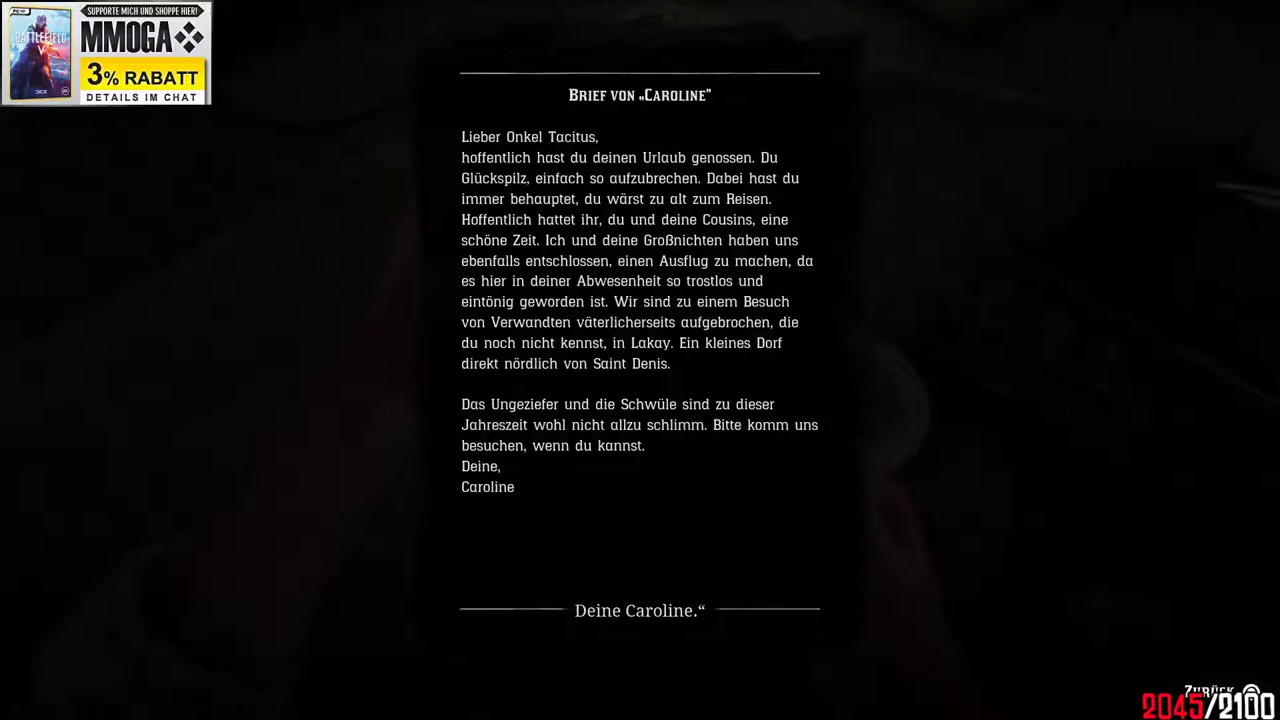 SUPPORTE MICH UND SHOPPE HIER!
BATTLEFIELD V
MMOGA
3% RABATT
DETAILS IM CHAT
BRIEF VON „CAROLINE”
Lieber Onkel Tacitus,
hoffentlich hast du deinen Urlaub genossen. Du
Glückspilz, einfach so aufzubrechen. Dabei hast du
immer behauptet, du wärst zu alt zum Reisen.
Hoffentlich hattet ihr, du und deine Cousins, eine
schöne Zeit. Ich und deine Großnichten haben uns
ebenfalls entschlossen, einen Ausflug zu machen, da
es hier in deiner Abwesenheit so trostlos und
eintönig geworden ist. Wir sind zu einem Besuch
von Verwandten väterlicherseits aufgebrochen, die
du noch nicht kennst, in Lakay. Ein kleines Dorf
direkt nördlich von Saint Denis.
Das Ungeziefer und die Schwüle sind zu dieser
Jahreszeit wohl nicht allzu schlimm. Bitte komm uns
besuchen, wenn du kannst.
Deine,
Caroline
Deine Caroline.“
ZURÜCK
2045/2100